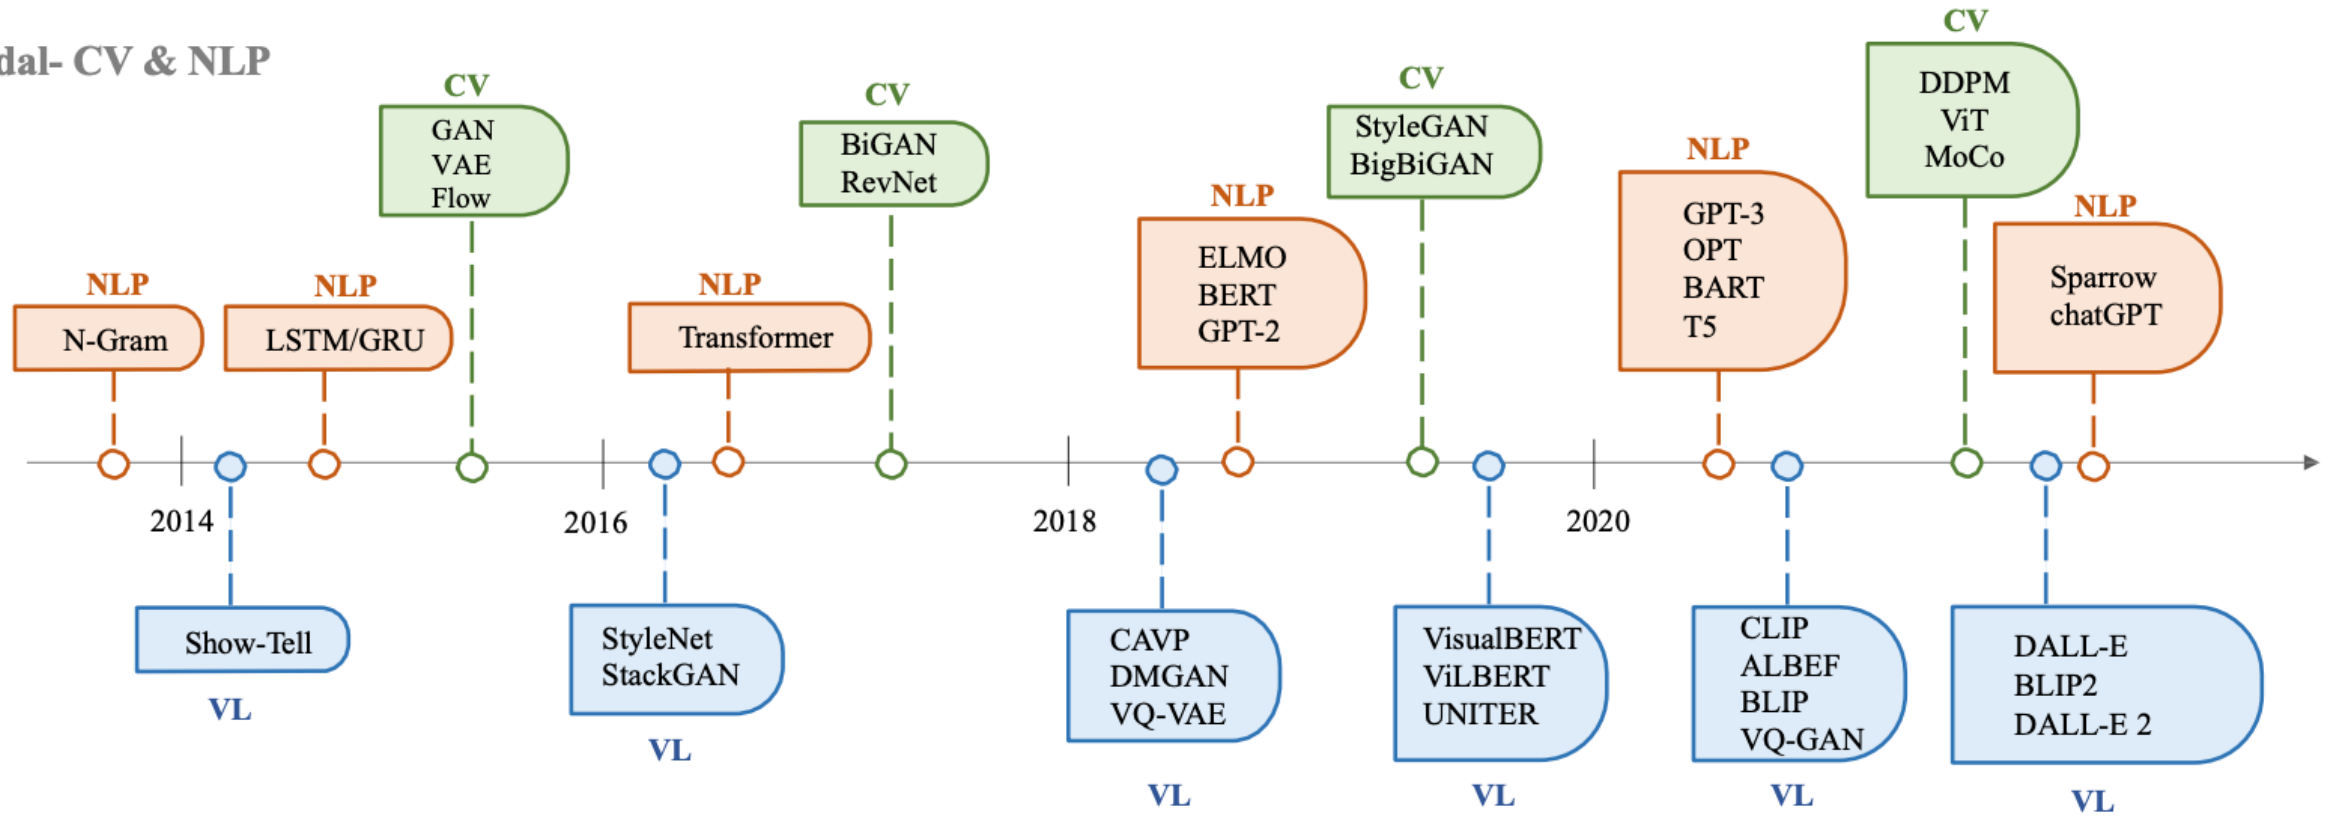 dal- CV & NLP
CV
GAN
VAE
Flow
CV
BiGAN
RevNet
CV
StyleGAN
BigBiGAN
CV
DDPM
ViT
MoCo
NLP
N-Gram
NLP
LSTM/GRU
NLP
Transformer
NLP
ELMO
BERT
GPT-2
NLP
GPT-3
OPT
BART
T5
NLP
Sparrow
chatGPT
2014
2016
2018
2020
Show-Tell
VL
StyleNet
StackGAN
VL
CAVP
DMGAN
VQ-VAE
VL
VisualBERT
ViLBERT
UNITER
VL
CLIP
ALBEF
BLIP
VQ-GAN
VL
DALL-E
BLIP2
DALL-E 2
VL